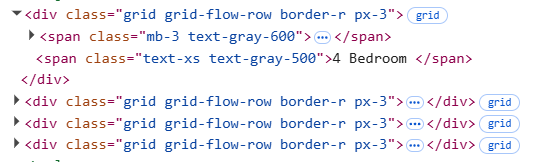 <div class="grid grid-flow-row border-r px-3"> grid
<span class="mb-3 text-gray-600">…</span>
<span class="text-xs text-gray-500">4 Bedroom </span>
</div>
<div class="grid grid-flow-row border-r px-3">…</div> grid
<div class="grid grid-flow-row border-r px-3">…</div> grid
<div class="grid grid-flow-row border-r px-3">…</div> grid